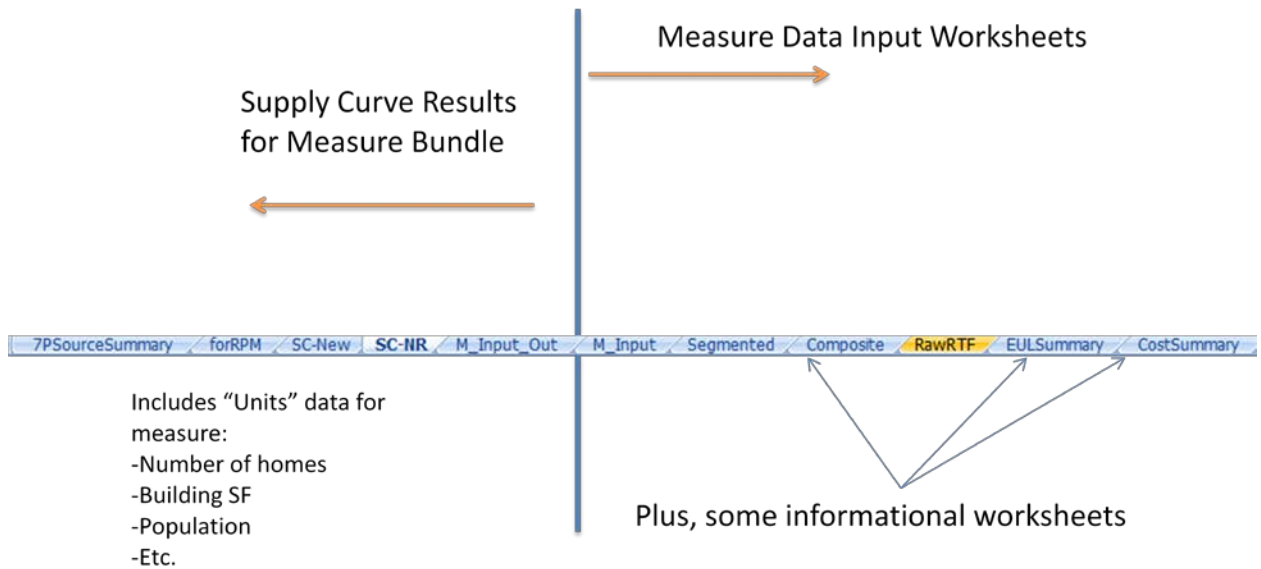 Measure Data Input Worksheets
Supply Curve Results
for Measure Bundle
7PSourceSummary forRPM SC-New SC-NR M_Input_Out M_Input Segmented Composite RawRTF EULSummary CostSummary
Includes “Units” data for
measure:
-Number of homes
-Building SF
-Population
-Etc.
Plus, some informational worksheets